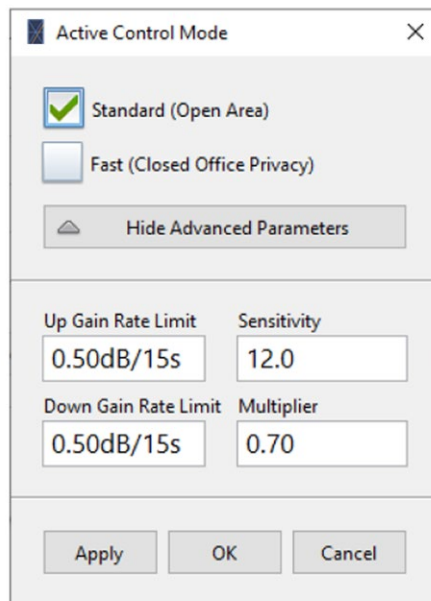 Active Control Mode
Standard (Open Area)
Fast (Closed Office Privacy)
Hide Advanced Parameters
Up Gain Rate Limit Sensitivity
0.50dB/15s 12.0
Down Gain Rate Limit Multiplier
0.50dB/15s 0.70
Apply OK Cancel